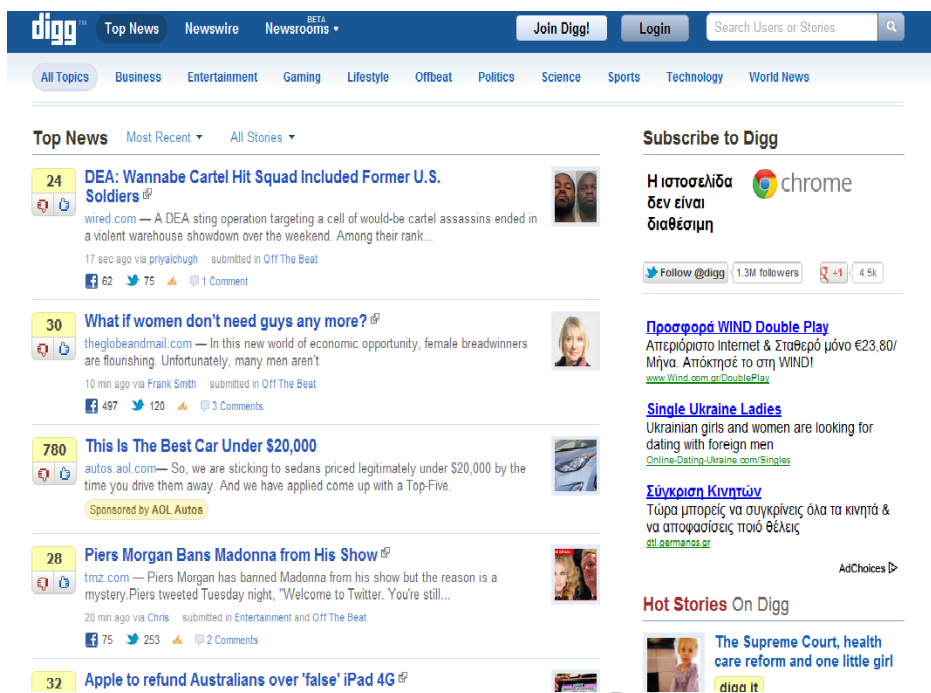 digg™ Top News Newswire Newsrooms BETA Join Digg! Login Search Users or Stories
All Topics Business Entertainment Gaming Lifestyle Offbeat Politics Science Sports Technology World News
Top News Most Recent All Stories
24
DEA: Wannabe Cartel Hit Squad Included Former U.S.
Soldiers
wired.com — A DEA sting operation targeting a cell of would-be cartel assassins ended in
a violent warehouse showdown over the weekend. Among their rank...
17 sec ago via priyalchugh submitted in Off The Beat
62 75 1 Comment
30
What if women don't need guys any more?
theglobeandmail.com — In this new world of economic opportunity, female breadwinners
are flourishing. Unfortunately, many men aren't
10 min ago via Frank Smith submitted in Off The Beat
497 120 3 Comments
780
This Is The Best Car Under $20,000
autos.aol.com— So, we are sticking to sedans priced legitimately under $20,000 by the
time you drive them away. And we have applied come up with a Top-Five.
Sponsored by AOL Autos
28
Piers Morgan Bans Madonna from His Show
tmz.com — Piers Morgan has banned Madonna from his show but the reason is a
mystery.Piers tweeted Tuesday night, "Welcome to Twitter. You're still...
20 min ago via Chris submitted in Entertainment and Off The Beat
75 253 2 Comments
32
Apple to refund Australians over 'false' iPad 4G
Subscribe to Digg
Η ιστοσελίδα
δεν είναι
διαθέσιμη
chrome
Follow @digg 1.3M followers +1 4.5k
Προσφορά WIND Double Play
Απεριόριστο Internet & Σταθερό μόνο €23,80/
Μήνα. Απόκτησέ το στη WIND!
www.Wind.com.gr/DoublePlay
Single Ukraine Ladies
Ukrainian girls and women are looking for
dating with foreign men
Online-Dating-Ukraine.com/Singles
Σύγκριση Κινητών
Τώρα μπορείς να συγκρίνεις όλα τα κινητά &
να αποφασίσεις ποιό θέλεις
dtl.germanos.gr
AdChoices
Hot Stories On Digg
The Supreme Court, health
care reform and one little girl
digg it